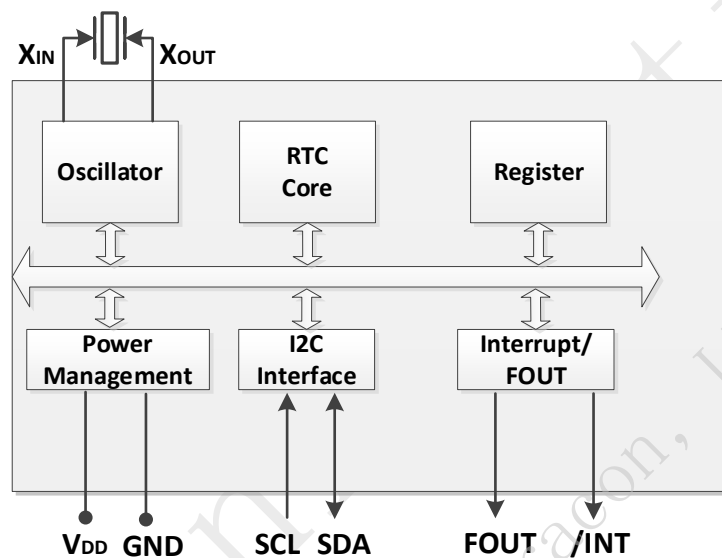 XIN XOUT
Oscillator
RTC
Core
Register
Power
Management
I2C
Interface
Interrupt/
FOUT
VDD GND SCL SDA FOUT /INT